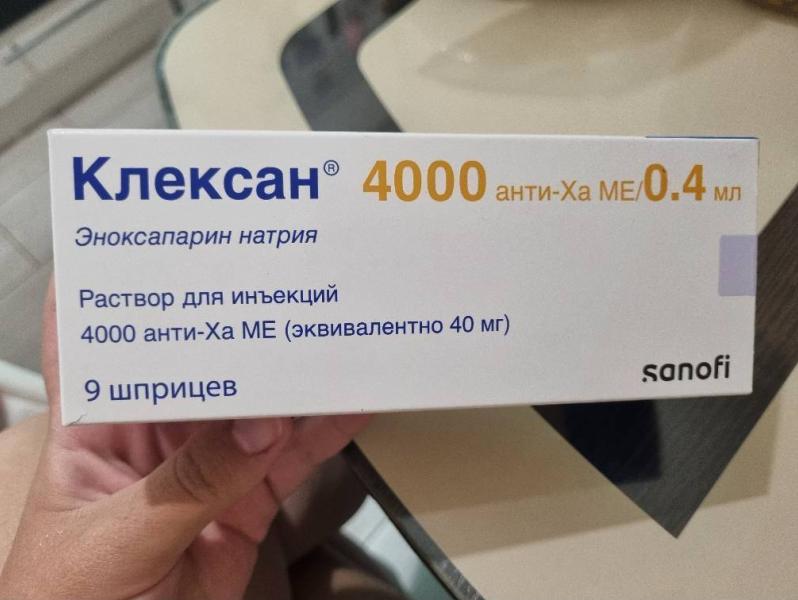 Клексан® 4000 анти-Ха МЕ/0.4 мл
Эноксапарин натрия
Раствор для инъекций
4000 анти-Ха МЕ (эквивалентно 40 мг)
9 шприцев
sanofi